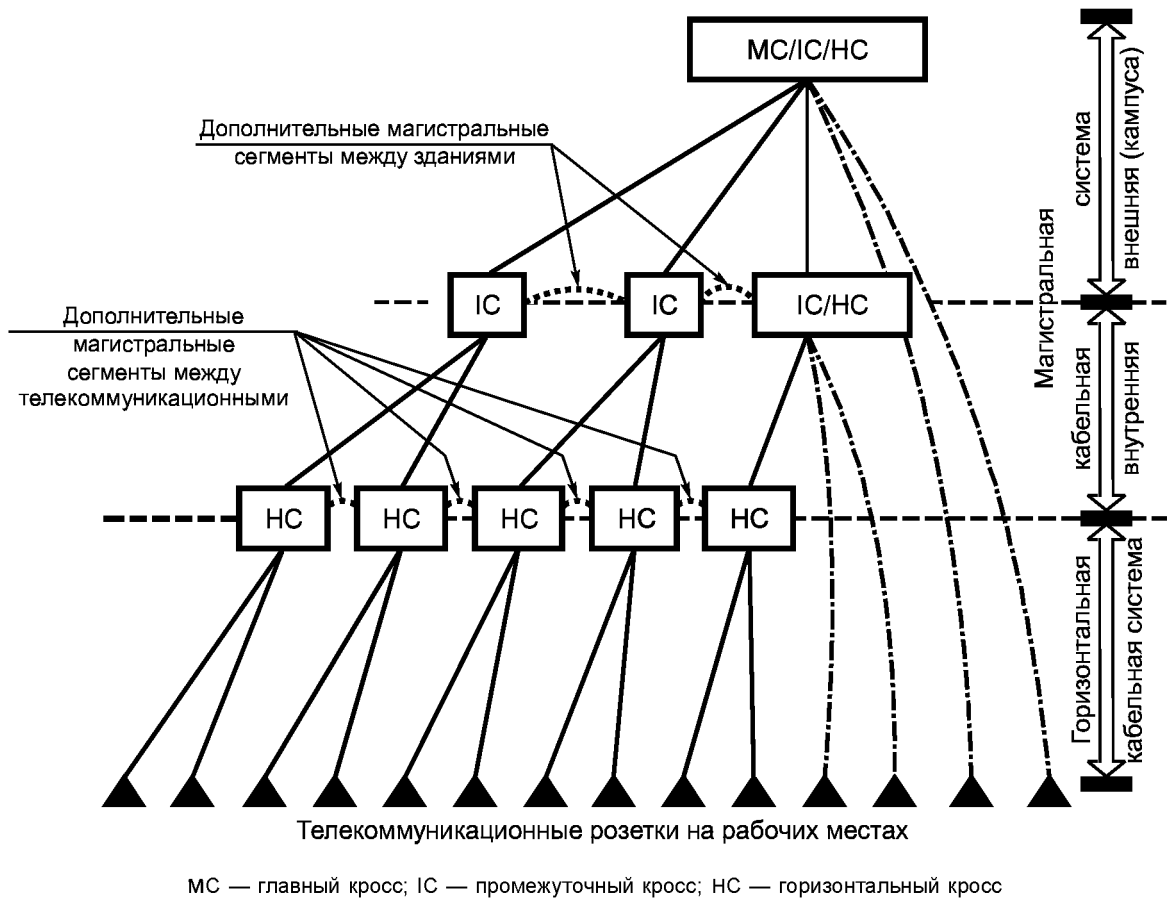 MC/IC/HC
Дополнительные магистральные
сегменты между зданиями
IC
IC
IC/HC
Дополнительные
магистральные
сегменты между
телекоммуникационными
HC
HC
HC
HC
HC
Магистральная
кабельная
система
внутренняя
внешняя (кампуса)
Горизонтальная
кабельная система
Телекоммуникационные розетки на рабочих местах
MC — главный кросс; IC — промежуточный кросс; HC — горизонтальный кросс